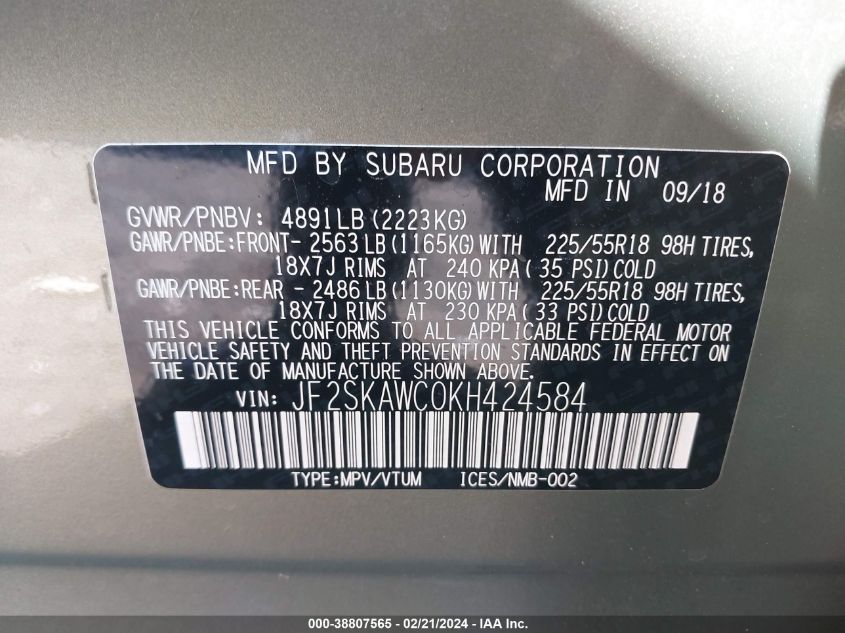 MFD BY SUBARU CORPORATION
MFD IN 09/18
GVWR/PNBV: 4891LB(2223KG)
GAWR/PNBE:FRONT- 2563LB(1165KG)WITH 225/55R18 98H TIRES,
18X7J RIMS AT 240 KPA(35 PSI)COLD
GAWR/PNBE:REAR - 2486LB(1130KG)WITH 225/55R18 98H TIRES,
18X7J RIMS AT 230 KPA(33 PSI)COLD
THIS VEHICLE CONFORMS TO ALL APPLICABLE FEDERAL MOTOR
VEHICLE SAFETY AND THEFT PREVENTION STANDARDS IN EFFECT ON
THE DATE OF MANUFACTURE SHOWN ABOVE.
VIN: JF2SKAWC0KH424584
TYPE:MPV/VTUM ICES/NMB-002
000-38807565 - 02/21/2024 - IAA Inc.